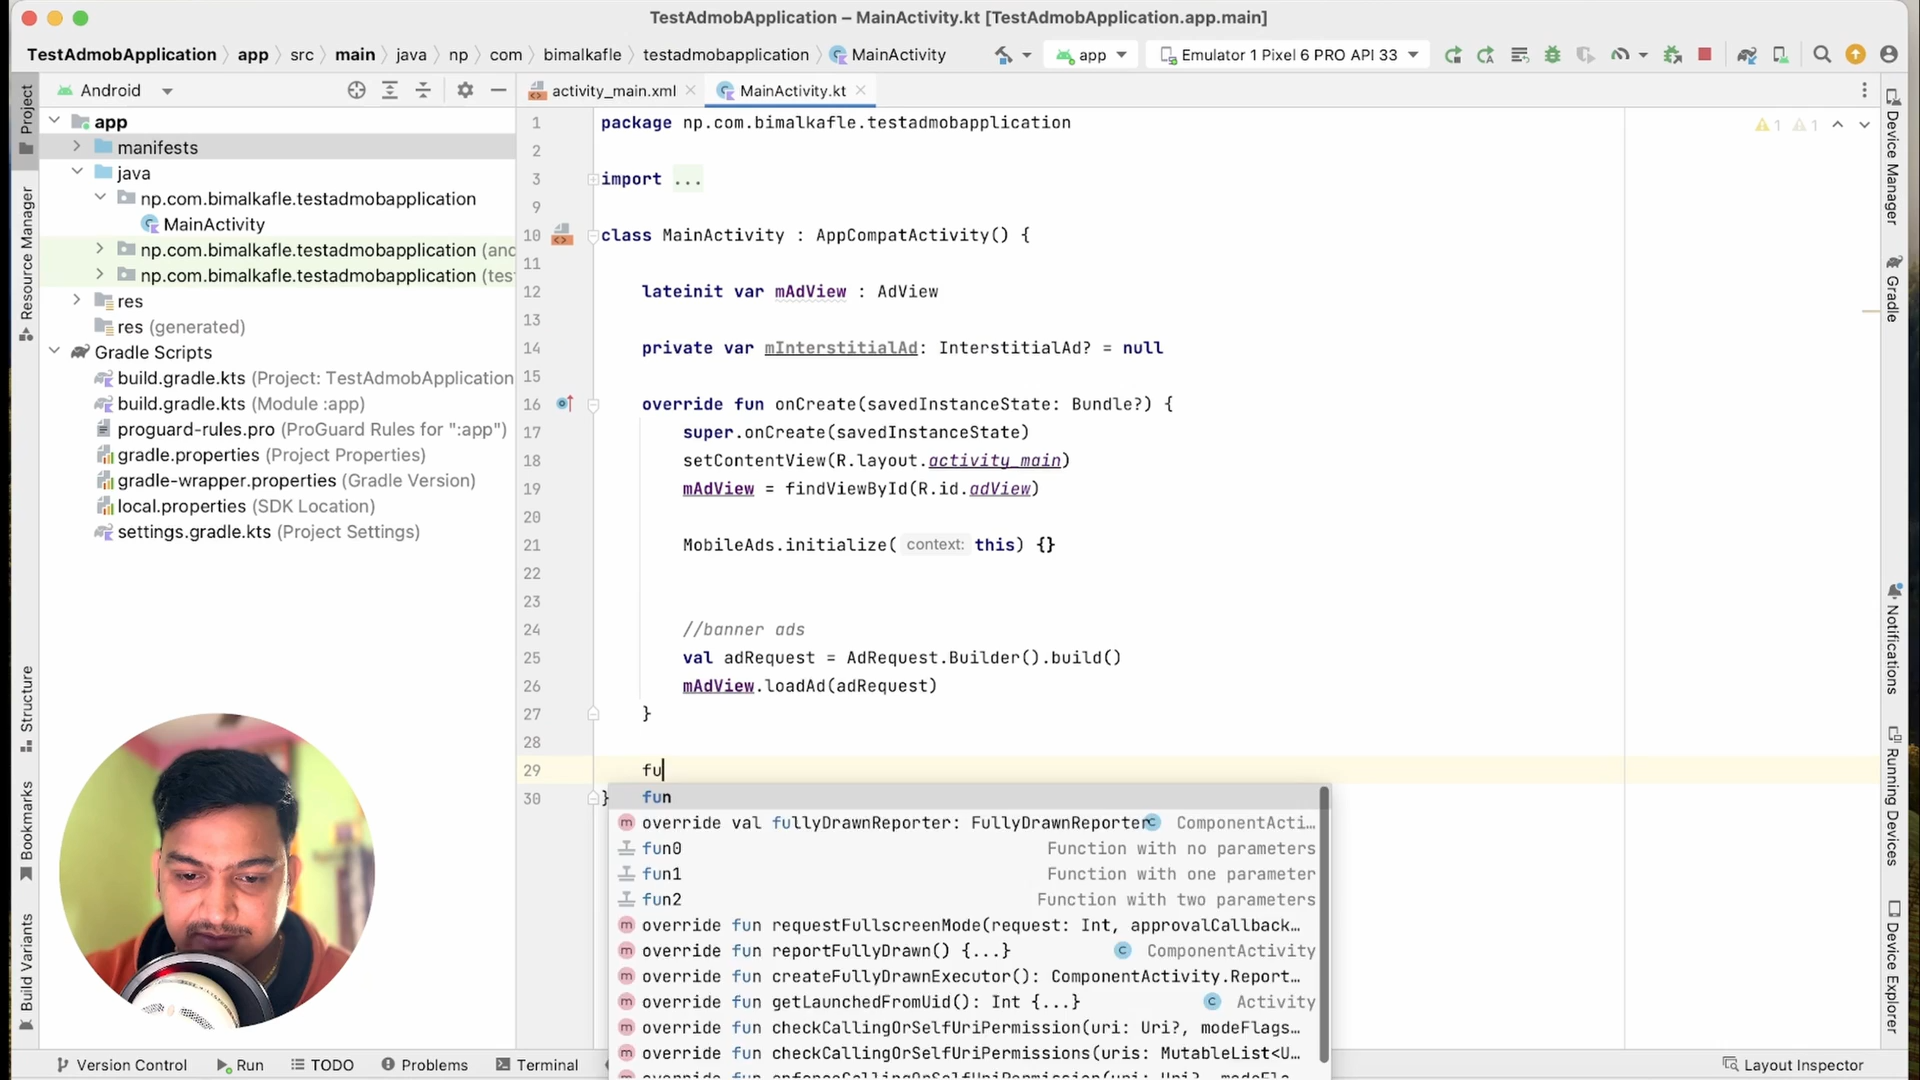 TestAdmobApplication – MainActivity.kt [TestAdmobApplication.app.main]
TestAdmobApplication app src main java np com bimalkafle testadmobapplication MainActivity
app
Emulator 1 Pixel 6 PRO API 33
Android
activity_main.xml
MainActivity.kt
Project
Resource Manager
Structure
Bookmarks
Build Variants
app
manifests
java
np.com.bimalkafle.testadmobapplication
MainActivity
np.com.bimalkafle.testadmobapplication (and
np.com.bimalkafle.testadmobapplication (test
res
res (generated)
Gradle Scripts
build.gradle.kts (Project: TestAdmobApplication
build.gradle.kts (Module :app)
proguard-rules.pro (ProGuard Rules for ":app")
gradle.properties (Project Properties)
gradle-wrapper.properties (Gradle Version)
local.properties (SDK Location)
settings.gradle.kts (Project Settings)
1 package np.com.bimalkafle.testadmobapplication
2
3 import ...
9
10 class MainActivity : AppCompatActivity() {
11
12 lateinit var mAdView : AdView
13
14 private var mInterstitialAd: InterstitialAd? = null
15
16 override fun onCreate(savedInstanceState: Bundle?) {
17 super.onCreate(savedInstanceState)
18 setContentView(R.layout.activity_main)
19 mAdView = findViewById(R.id.adView)
20
21 MobileAds.initialize( context: this) {}
22
23
24 //banner ads
25 val adRequest = AdRequest.Builder().build()
26 mAdView.loadAd(adRequest)
27 }
28
29 fu
30 }
1 1
fun
override val fullyDrawnReporter: FullyDrawnReporter ComponentActi…
fun0 Function with no parameters
fun1 Function with one parameter
fun2 Function with two parameters
override fun requestFullscreenMode(request: Int, approvalCallback…
override fun reportFullyDrawn() {...} ComponentActivity
override fun createFullyDrawnExecutor(): ComponentActivity.Report…
override fun getLaunchedFromUid(): Int {...} Activity
override fun checkCallingOrSelfUriPermission(uri: Uri?, modeFlags…
override fun checkCallingOrSelfUriPermissions(uris: MutableList<U…
Device Manager
Gradle
Notifications
Running Devices
Device Explorer
Version Control
Run
TODO
Problems
Terminal
Layout Inspector